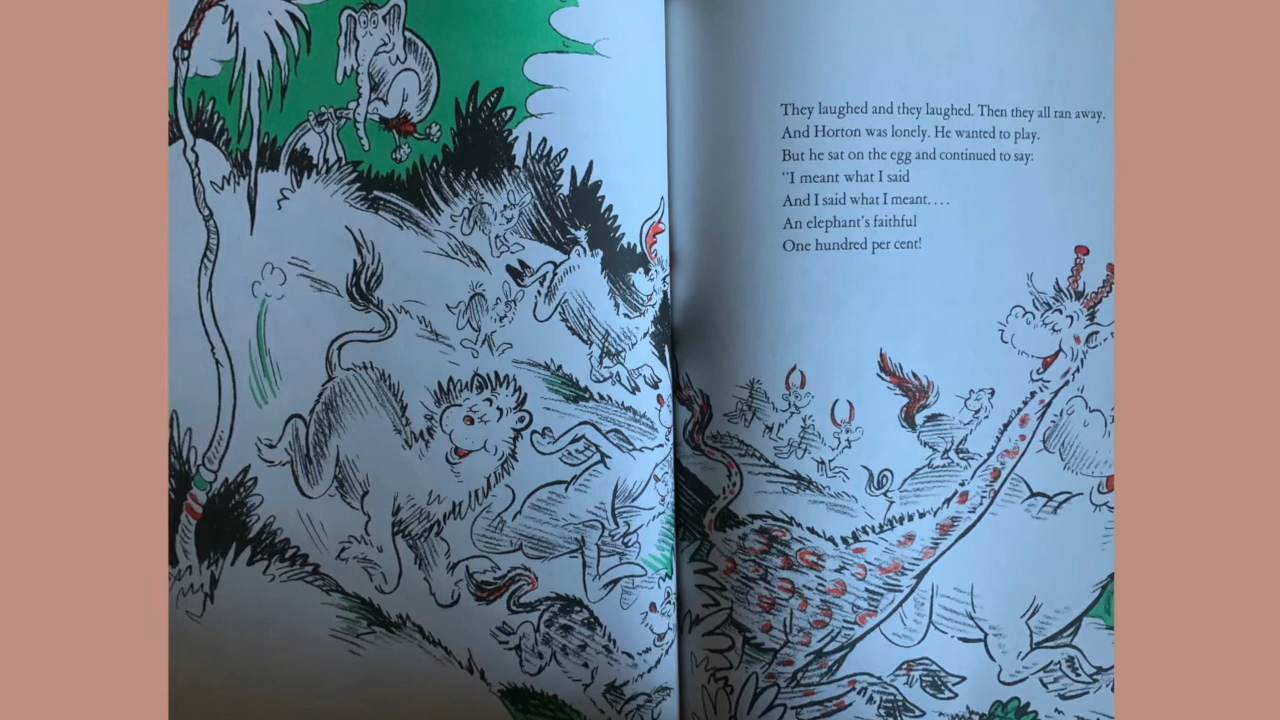 They laughed and they laughed. Then they all ran away.
And Horton was lonely. He wanted to play.
But he sat on the egg and continued to say:
"I meant what I said
And I said what I meant. . . .
An elephant's faithful
One hundred per cent!